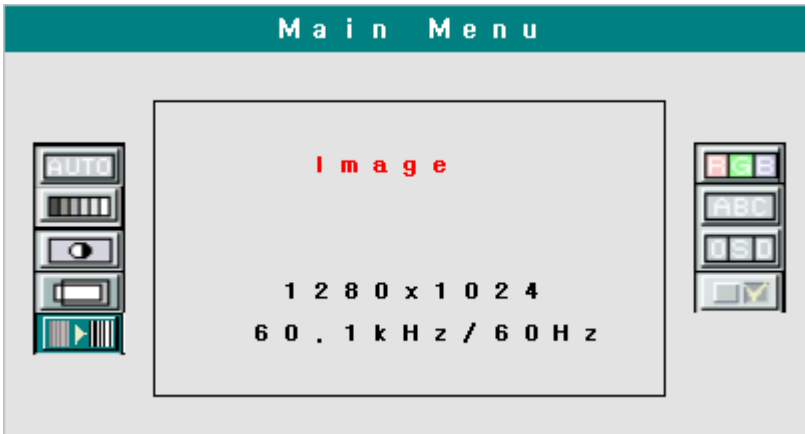 Main Menu
AUTO
Image
1280x1024
60.1kHz/60Hz
RGB
ABC
OSD